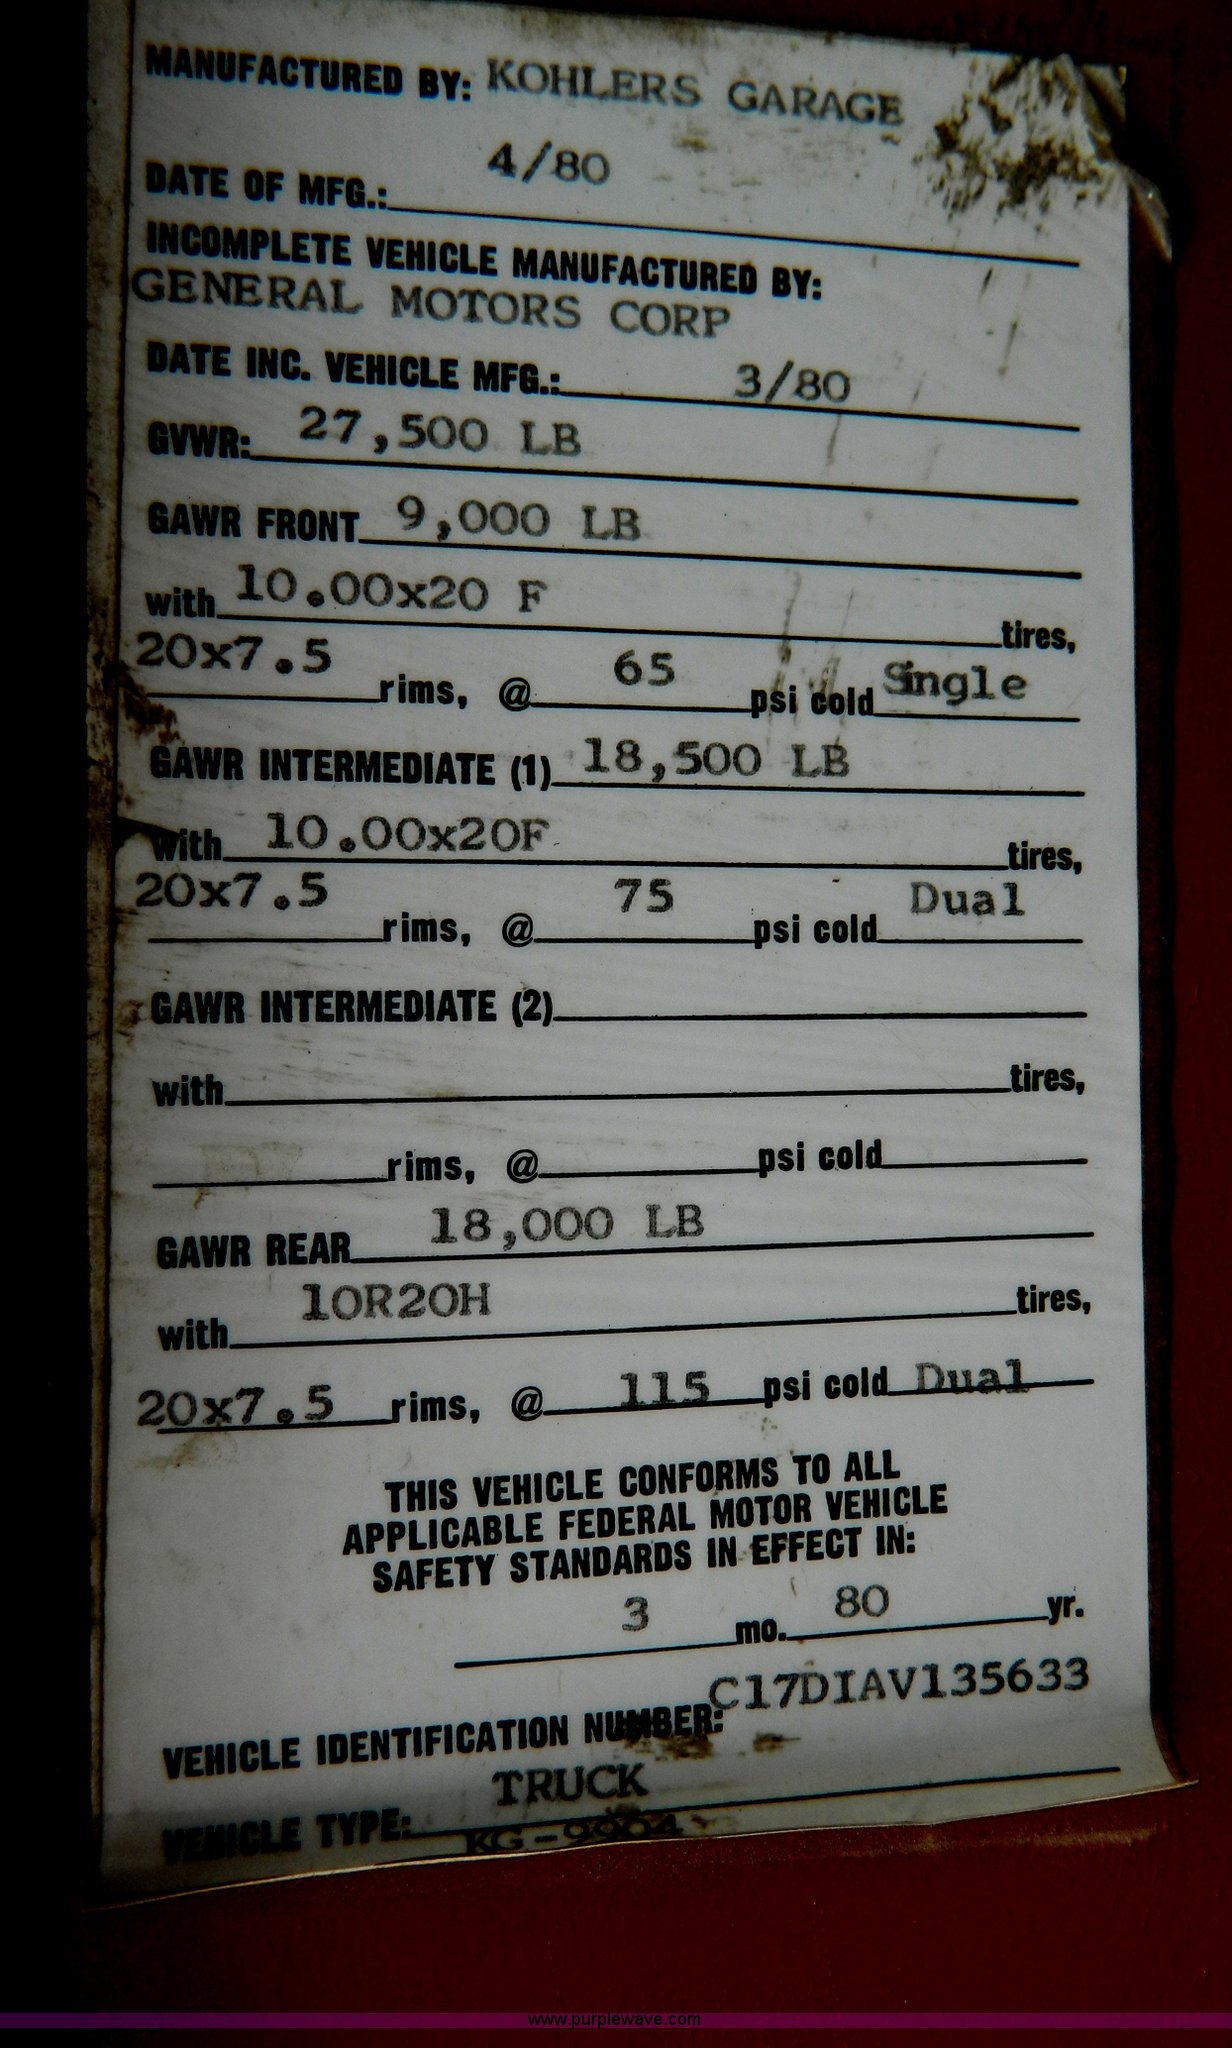 MANUFACTURED BY: KOHLERS GARAGE
DATE OF MFG.: 4/80
INCOMPLETE VEHICLE MANUFACTURED BY:
GENERAL MOTORS CORP
DATE INC. VEHICLE MFG.: 3/80
GVWR: 27,500 LB
GAWR FRONT 9,000 LB
with 10.00x20 F tires,
20x7.5 rims, @ 65 psi cold Single
GAWR INTERMEDIATE (1) 18,500 LB
with 10.00x20F tires,
20x7.5 rims, @ 75 psi cold Dual
GAWR INTERMEDIATE (2)
with tires,
rims, @ psi cold
GAWR REAR 18,000 LB
with 10R20H tires,
20x7.5 rims, @ 115 psi cold Dual
THIS VEHICLE CONFORMS TO ALL
APPLICABLE FEDERAL MOTOR VEHICLE
SAFETY STANDARDS IN EFFECT IN:
3 mo. 80 yr.
VEHICLE IDENTIFICATION NUMBER: C17DIAV135633
VEHICLE TYPE: TRUCK
KG-9904
www.purplewave.com